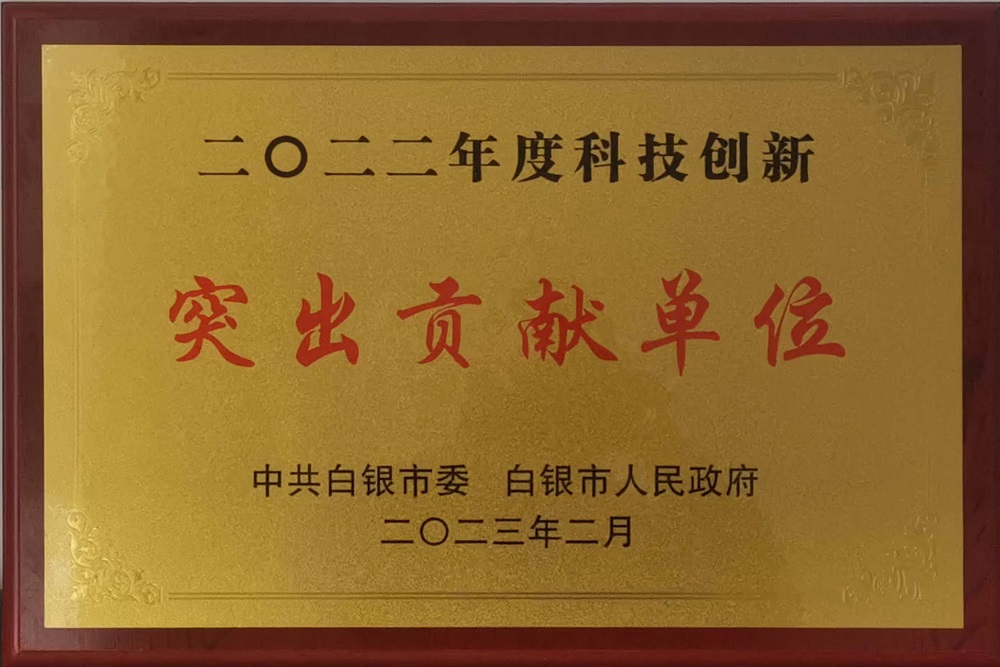 二〇二二年度科技创新
突出贡献单位
中共白银市委 白银市人民政府
二〇二三年二月